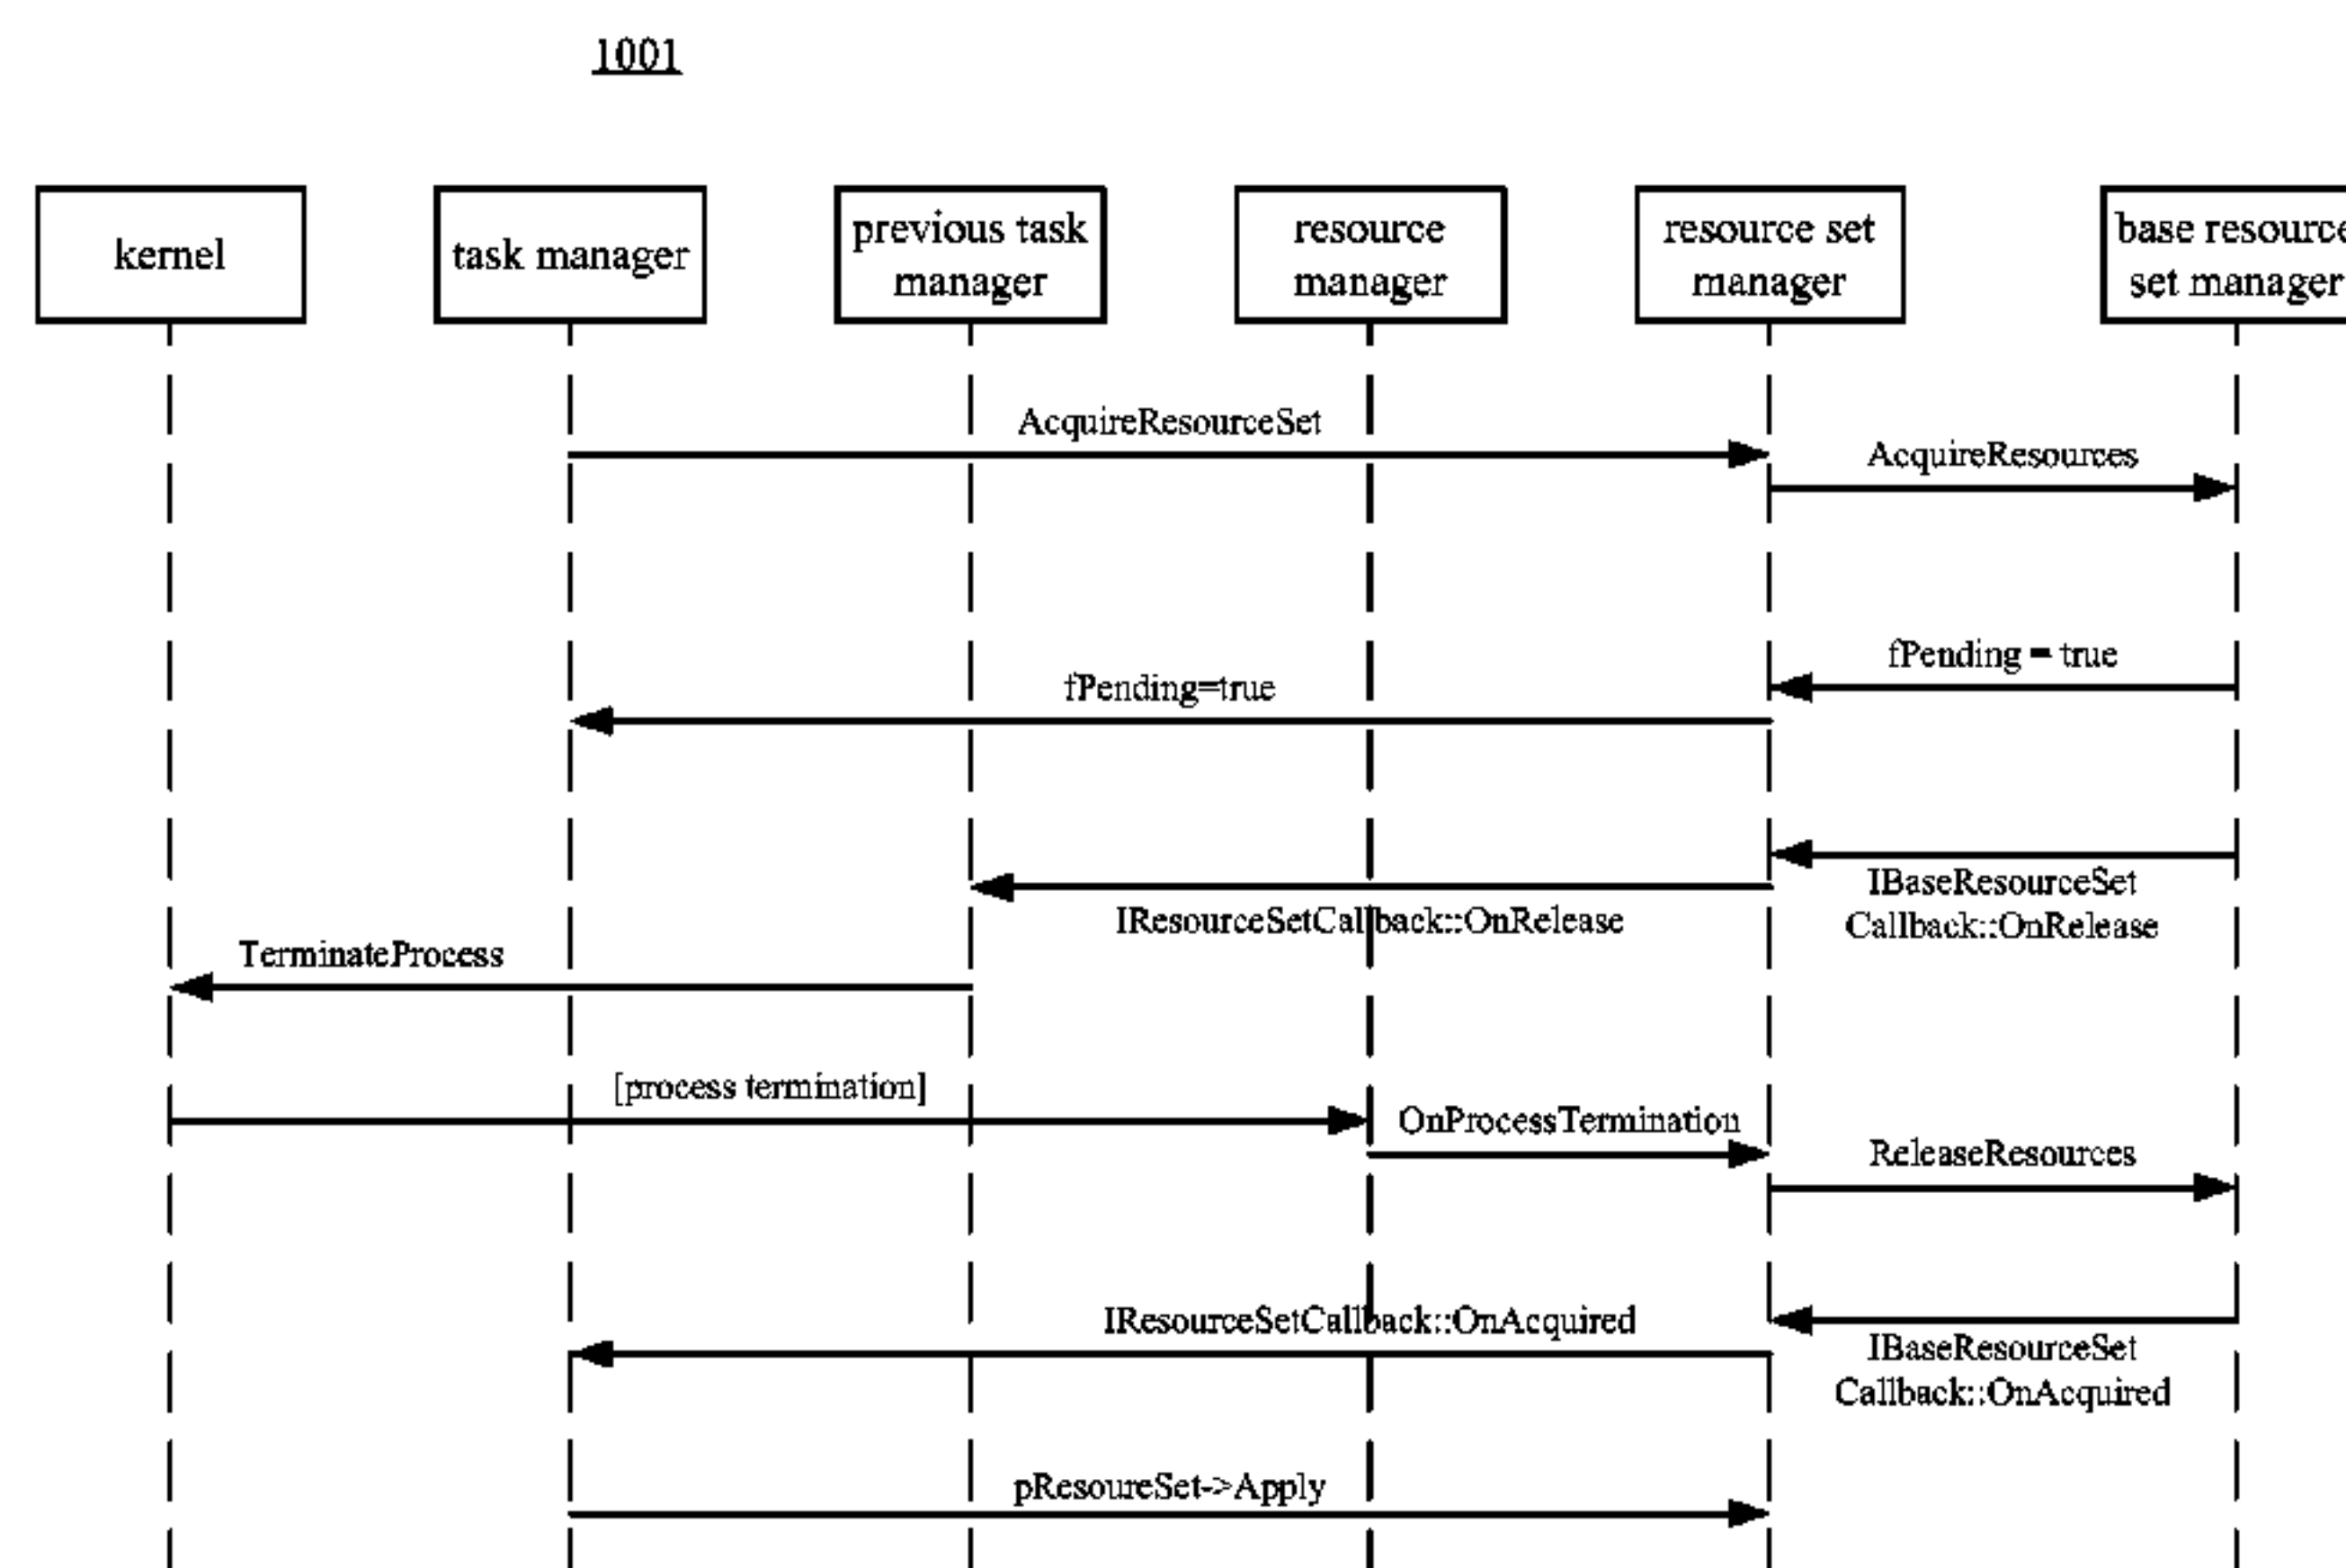 1001
kernel
task manager
previous task
manager
resource
manager
resource set
manager
base resource
set manager
AcquireResourceSet
AcquireResources
fPending = true
fPending=true
IBaseResourceSet
Callback::OnRelease
IResourceSetCallback::OnRelease
TerminateProcess
[process termination]
OnProcessTermination
ReleaseResources
IResourceSetCallback::OnAcquired
IBaseResourceSet
Callback::OnAcquired
pResoureSet->Apply